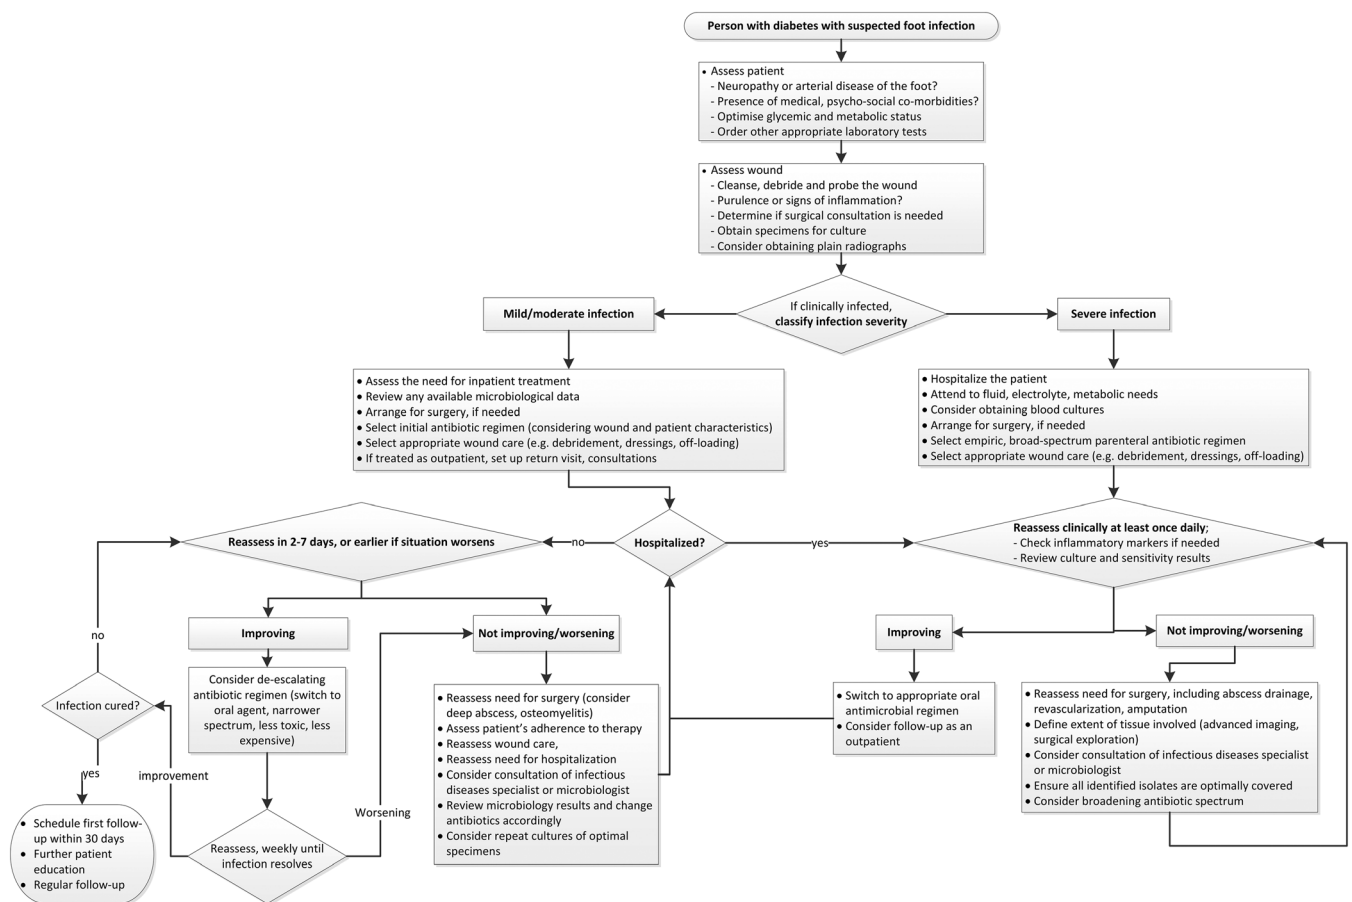 Person with diabetes with suspected foot infection
• Assess patient
- Neuropathy or arterial disease of the foot?
- Presence of medical, psycho-social co-morbidities?
- Optimise glycemic and metabolic status
- Order other appropriate laboratory tests
• Assess wound
- Cleanse, debride and probe the wound
- Purulence or signs of inflammation?
- Determine if surgical consultation is needed
- Obtain specimens for culture
- Consider obtaining plain radiographs
If clinically infected,
classify infection severity
Mild/moderate infection
Severe infection
• Assess the need for inpatient treatment
• Review any available microbiological data
• Arrange for surgery, if needed
• Select initial antibiotic regimen (considering wound and patient characteristics)
• Select appropriate wound care (e.g. debridement, dressings, off-loading)
• If treated as outpatient, set up return visit, consultations
• Hospitalize the patient
• Attend to fluid, electrolyte, metabolic needs
• Consider obtaining blood cultures
• Arrange for surgery, if needed
• Select empiric, broad-spectrum parenteral antibiotic regimen
• Select appropriate wound care (e.g. debridement, dressings, off-loading)
Reassess in 2-7 days, or earlier if situation worsens
no
Hospitalized?
yes
Reassess clinically at least once daily;
- Check inflammatory markers if needed
- Review culture and sensitivity results
no
Improving
Not improving/worsening
Improving
Not improving/worsening
Infection cured?
Consider de-escalating
antibiotic regimen (switch to
oral agent, narrower
spectrum, less toxic, less
expensive)
• Reassess need for surgery (consider
deep abscess, osteomyelitis)
• Assess patient's adherence to therapy
• Reassess wound care,
• Reassess need for hospitalization
• Consider consultation of infectious
diseases specialist or microbiologist
• Review microbiology results and change
antibiotics accordingly
• Consider repeat cultures of optimal
specimens
• Switch to appropriate oral
antimicrobial regimen
• Consider follow-up as an
outpatient
• Reassess need for surgery, including abscess drainage,
revascularization, amputation
• Define extent of tissue involved (advanced imaging,
surgical exploration)
• Consider consultation of infectious diseases specialist
or microbiologist
• Ensure all identified isolates are optimally covered
• Consider broadening antibiotic spectrum
yes
improvement
Worsening
• Schedule first follow-
up within 30 days
• Further patient
education
• Regular follow-up
Reassess, weekly until
infection resolves